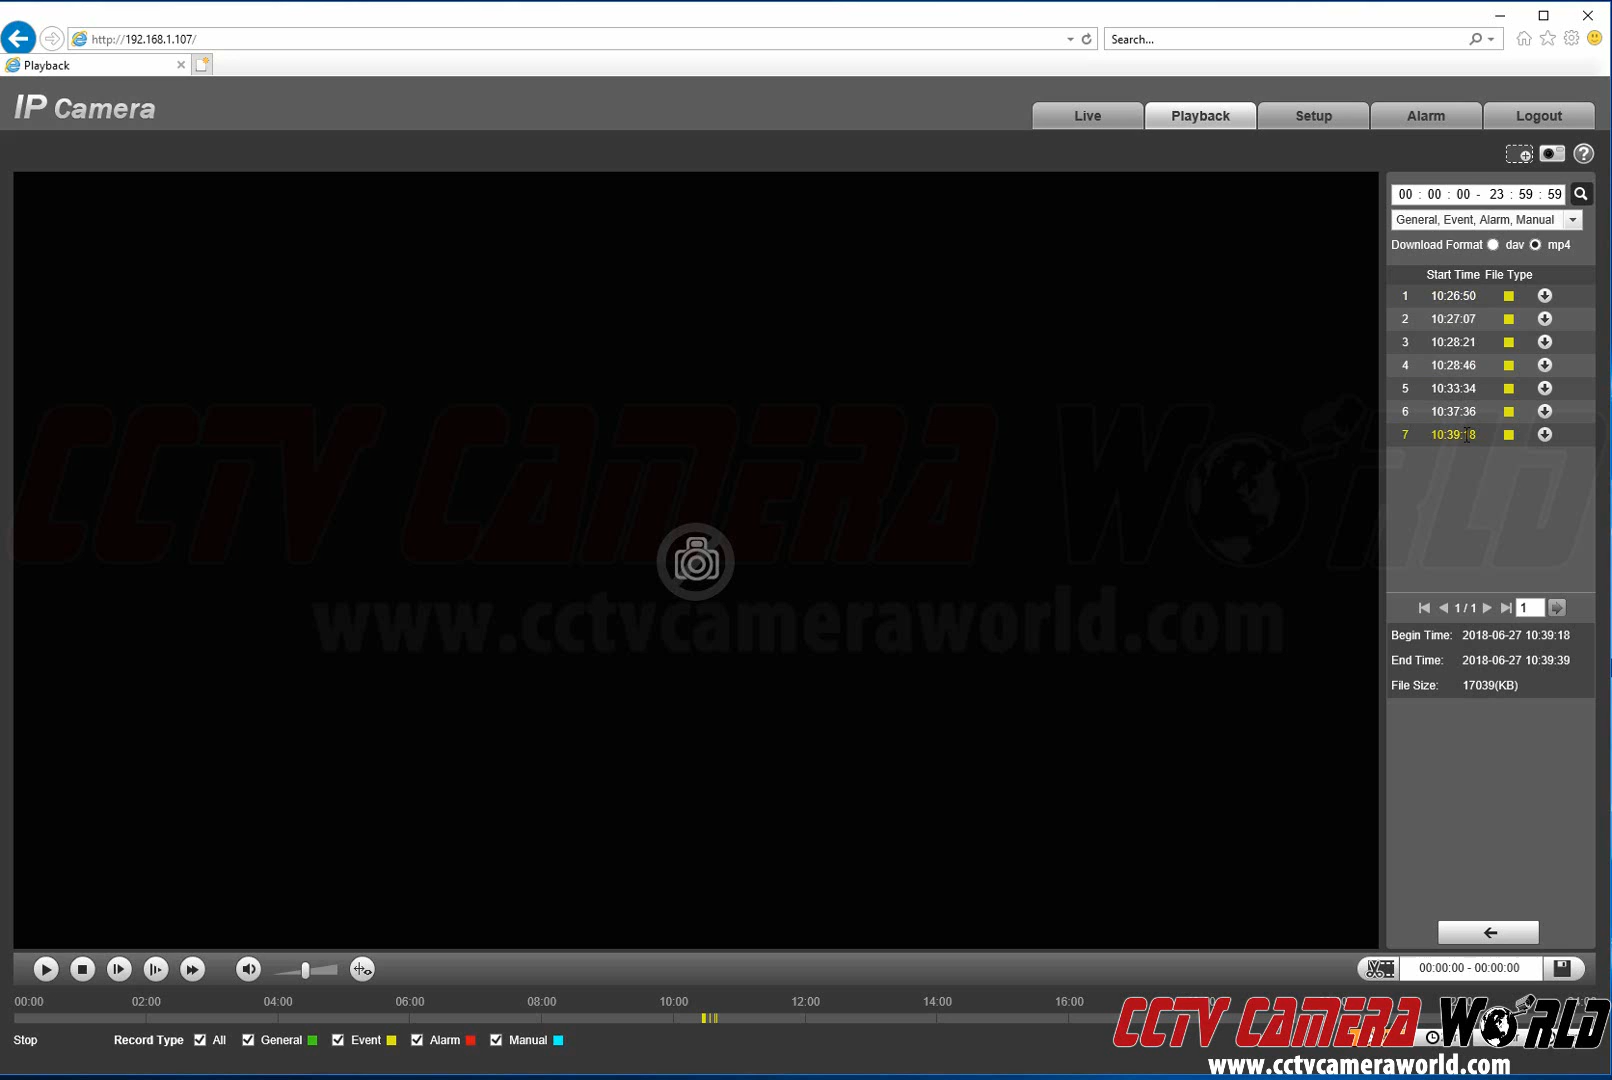 http://192.168.1.107/
Search...
Playback
IP Camera
Live
Playback
Setup
Alarm
Logout
00 : 00 : 00 - 23 : 59 : 59
General, Event, Alarm, Manual
Download Format dav mp4
Start Time File Type
1 10:26:50
2 10:27:07
3 10:28:21
4 10:28:46
5 10:33:34
6 10:37:36
7 10:39:18
CCTV CAMERA WORLD
www.cctvcameraworld.com
1 / 1 1
Begin Time: 2018-06-27 10:39:18
End Time: 2018-06-27 10:39:39
File Size: 17039(KB)
00:00:00 - 00:00:00
00:00 02:00 04:00 06:00 08:00 10:00 12:00 14:00 16:00
Stop Record Type All General Event Alarm Manual
CCTV CAMERA WORLD
www.cctvcameraworld.com